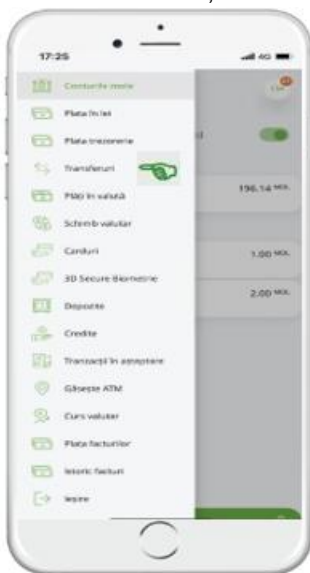 17:25
4G
Conturile mele
Plata în lei
Plata trezorerie
Transferuri
Plăți în valută
196.14 MDL
Schimb valutar
Carduri
1.00 MDL
3D Secure Biometrie
2.00 MDL
Depozite
Credite
Tranzacții în așteptare
Găsește ATM
Curs valutar
Plata facturilor
Istoric facturi
Ieșire